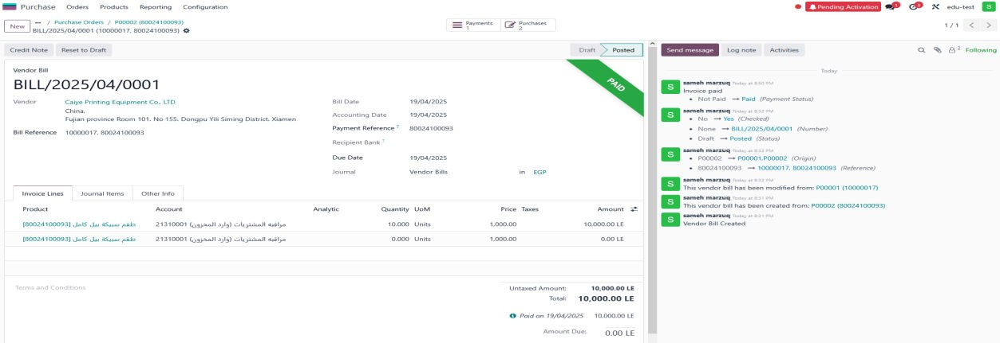 Purchase Orders Products Reporting Configuration
Pending Activation 1 3 edu-test S
New ... / Purchase Orders / P00002 (80024100093)
BILL/2025/04/0001 (10000017, 80024100093)
Payments 1 Purchases 2
1 / 1
Credit Note Reset to Draft Draft Posted
Send message Log note Activities 2 Following
PAID
Vendor Bill
BILL/2025/04/0001
Vendor Caiye Printing Equipment Co., LTD
China.
Fujian province Room 101. No 155. Dongpu Yili Siming District. Xiamen
Bill Reference 10000017, 80024100093
Bill Date 19/04/2025
Accounting Date 19/04/2025
Payment Reference ? 80024100093
Recipient Bank ?
Due Date 19/04/2025
Journal Vendor Bills in EGP
Invoice Lines Journal Items Other Info
Product Account Analytic Quantity UoM Price Taxes Amount
[80024100093] طقم سبيكة بيل كامل 21310001 مراقبه المشتريات (وارد المخزون) 10.000 Units 1,000.00 10,000.00 LE
[80024100093] طقم سبيكة بيل كامل 21310001 مراقبه المشتريات (وارد المخزون) 0.000 Units 1,000.00 0.00 LE
Terms and Conditions
Untaxed Amount: 10,000.00 LE
Total: 10,000.00 LE
Paid on 19/04/2025 10,000.00 LE
Amount Due: 0.00 LE
Today
S sameh marzuq Today at 8:50 PM
Invoice paid
• Not Paid → Paid (Payment Status)
S sameh marzuq Today at 8:32 PM
• No → Yes (Checked)
• None → BILL/2025/04/0001 (Number)
• Draft → Posted (Status)
S sameh marzuq Today at 8:32 PM
• P00002 → P00001,P00002 (Origin)
• 80024100093 → 10000017, 80024100093 (Reference)
S sameh marzuq Today at 8:32 PM
This vendor bill has been modified from: P00001 (10000017)
S sameh marzuq Today at 8:31 PM
This vendor bill has been created from: P00002 (80024100093)
S sameh marzuq Today at 8:31 PM
Vendor Bill Created